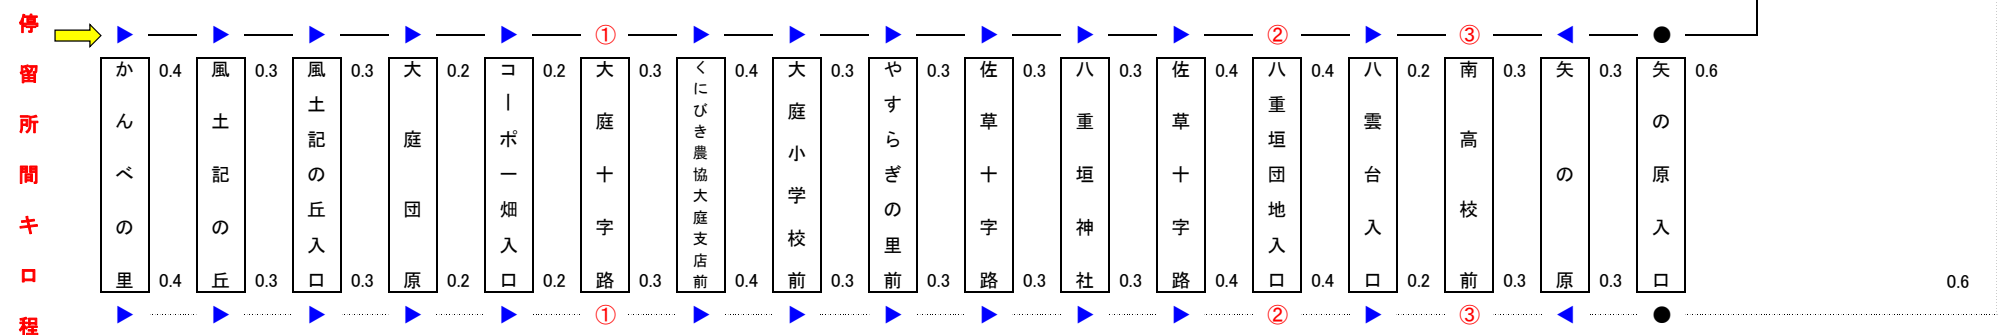 停留所間キロ程
① ② ③
かんべの里
0.4
風土記の丘
0.3
風土記の丘入口
0.3
大庭団原
0.2
コーポ一畑入口
0.2
大庭十字路
0.3
くにびき農協大庭支店前
0.4
大庭小学校前
0.3
やすらぎの里前
0.3
佐草十字路
0.3
八重垣神社
0.3
佐草十字路
0.4
八重垣団地入口
0.4
八雲台入口
0.2
南高校前
0.3
矢の原
0.3
矢の原入口
0.6
0.4 0.3 0.3 0.2 0.2 0.3 0.4 0.3 0.3 0.3 0.3 0.4 0.4 0.2 0.3 0.3 0.6
① ② ③